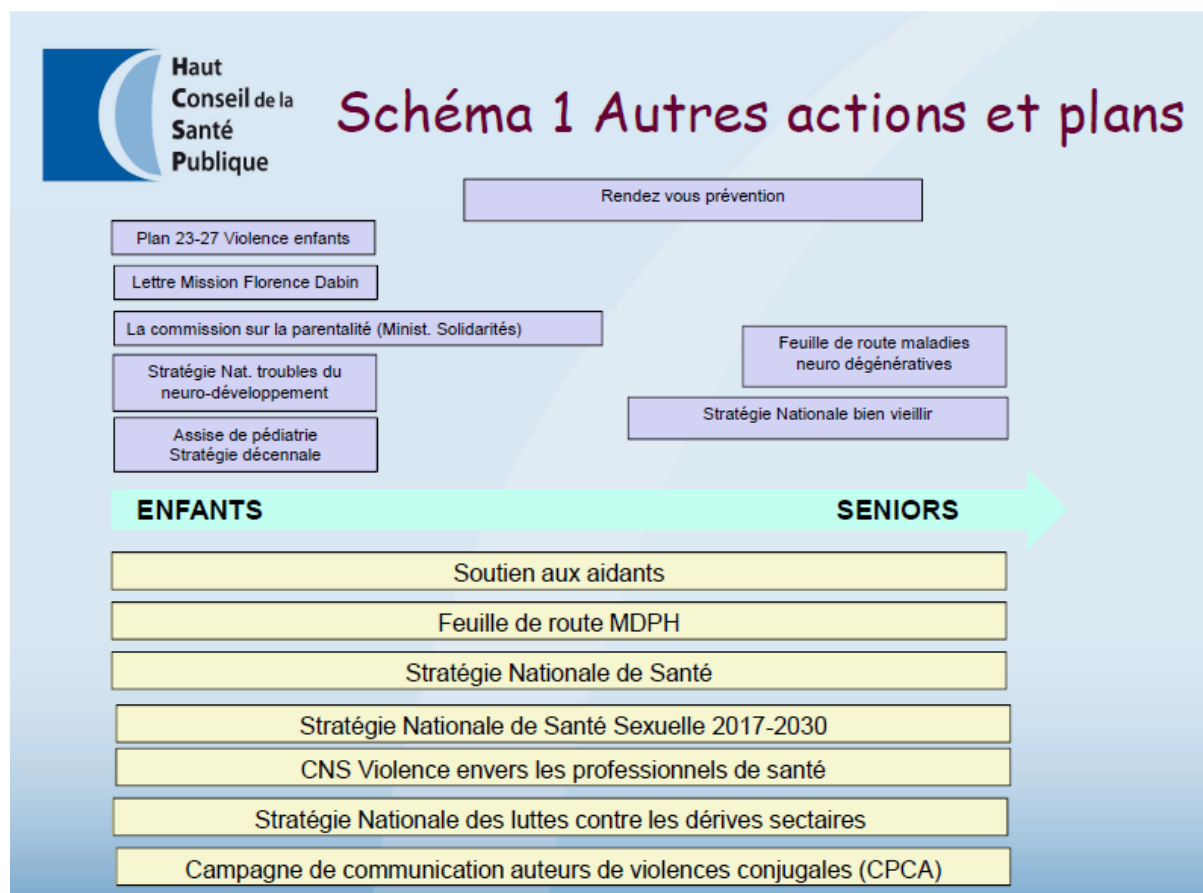 Haut
Conseil de la
Santé
Publique
Schéma 1 Autres actions et plans
Rendez vous prévention
Plan 23-27 Violence enfants
Lettre Mission Florence Dabin
La commission sur la parentalité (Minist. Solidarités)
Feuille de route maladies
neuro dégénératives
Stratégie Nat. troubles du
neuro-développement
Stratégie Nationale bien vieillir
Assise de pédiatrie
Stratégie décennale
ENFANTS SENIORS
Soutien aux aidants
Feuille de route MDPH
Stratégie Nationale de Santé
Stratégie Nationale de Santé Sexuelle 2017-2030
CNS Violence envers les professionnels de santé
Stratégie Nationale des luttes contre les dérives sectaires
Campagne de communication auteurs de violences conjugales (CPCA)